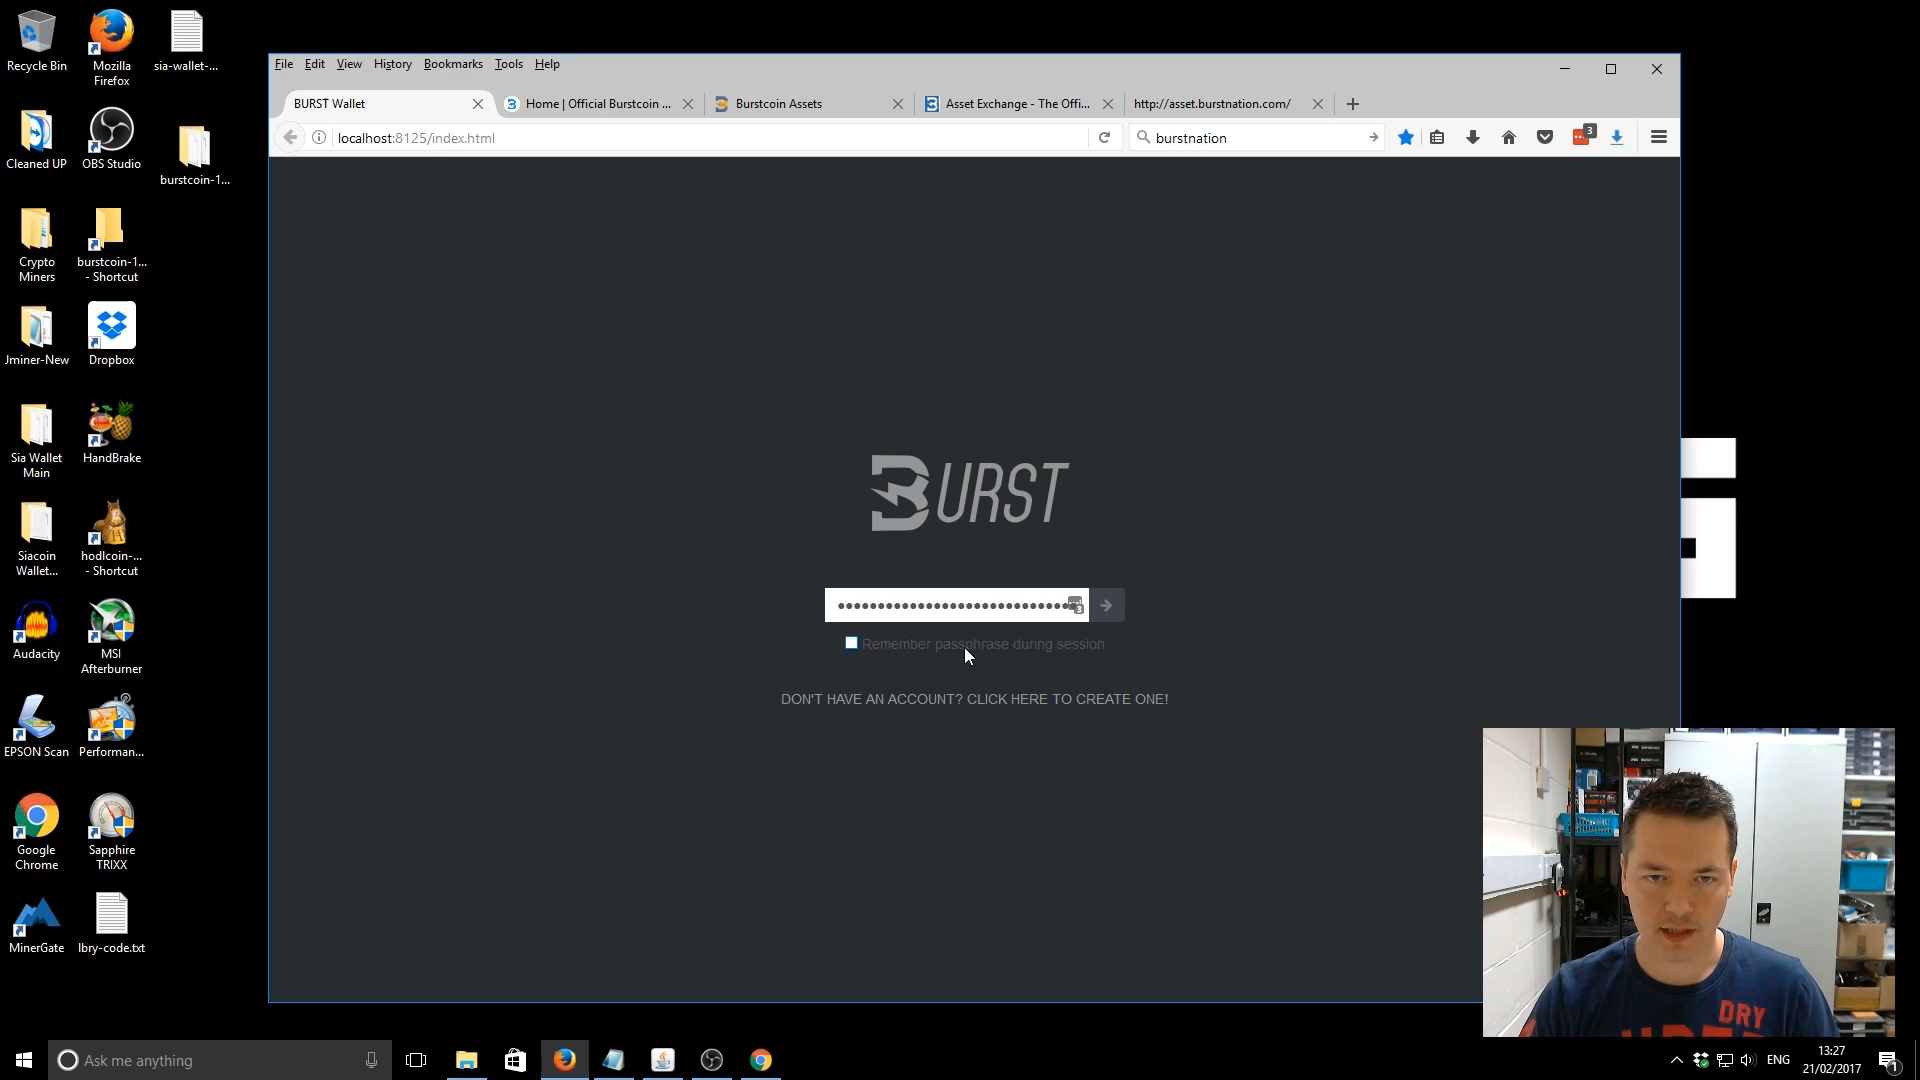 Recycle Bin
Mozilla
Firefox
sia-wallet-...
Cleaned UP
OBS Studio
burstcoin-1...
Crypto
Miners
burstcoin-1...
- Shortcut
Jminer-New
Dropbox
Sia Wallet
Main
HandBrake
Siacoin
Wallet...
hodlcoin-...
- Shortcut
Audacity
MSI
Afterburner
EPSON Scan
Performan...
Google
Chrome
Sapphire
TRIXX
MinerGate
lbry-code.txt
File Edit View History Bookmarks Tools Help
BURST Wallet
Home | Official Burstcoin ...
Burstcoin Assets
Asset Exchange - The Offi...
http://asset.burstnation.com/
localhost:8125/index.html
burstnation
3
BURST
3
Remember passphrase during session
DON'T HAVE AN ACCOUNT? CLICK HERE TO CREATE ONE!
DRY
Ask me anything
ENG
13:27
21/02/2017
1